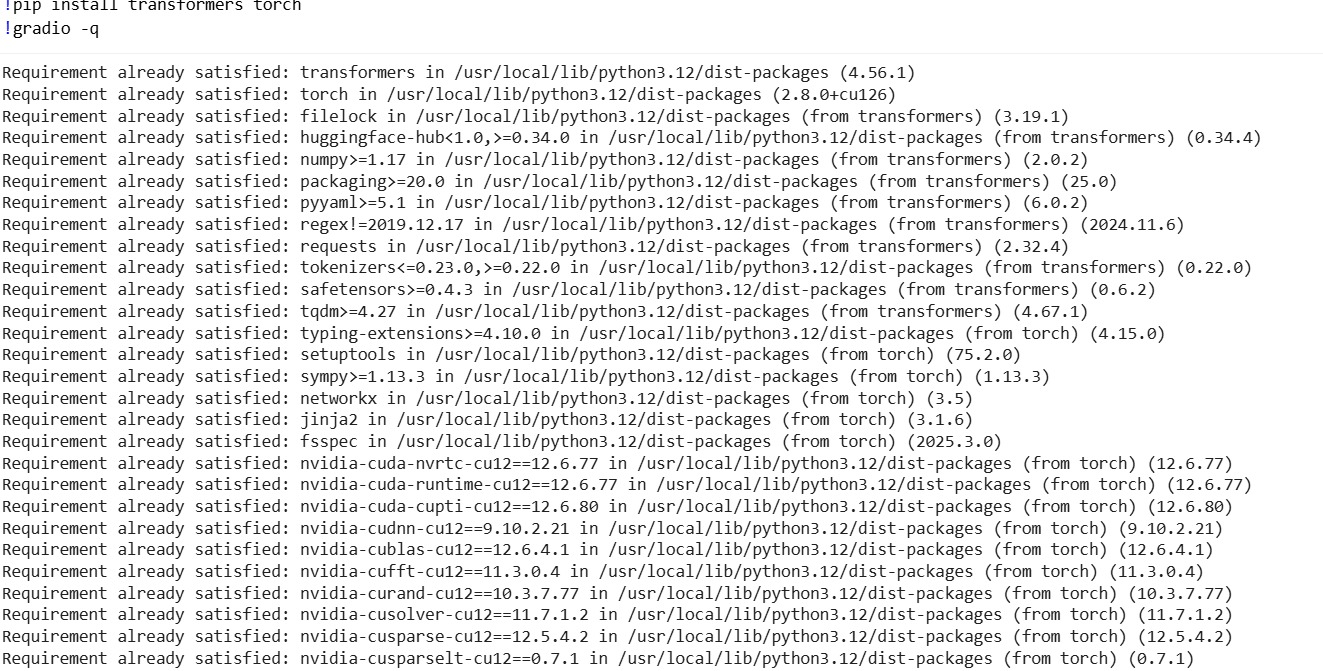 !pip install transformers torch
!gradio -q
Requirement already satisfied: transformers in /usr/local/lib/python3.12/dist-packages (4.56.1)
Requirement already satisfied: torch in /usr/local/lib/python3.12/dist-packages (2.8.0+cu126)
Requirement already satisfied: filelock in /usr/local/lib/python3.12/dist-packages (from transformers) (3.19.1)
Requirement already satisfied: huggingface-hub<1.0,>=0.34.0 in /usr/local/lib/python3.12/dist-packages (from transformers) (0.34.4)
Requirement already satisfied: numpy>=1.17 in /usr/local/lib/python3.12/dist-packages (from transformers) (2.0.2)
Requirement already satisfied: packaging>=20.0 in /usr/local/lib/python3.12/dist-packages (from transformers) (25.0)
Requirement already satisfied: pyyaml>=5.1 in /usr/local/lib/python3.12/dist-packages (from transformers) (6.0.2)
Requirement already satisfied: regex!=2019.12.17 in /usr/local/lib/python3.12/dist-packages (from transformers) (2024.11.6)
Requirement already satisfied: requests in /usr/local/lib/python3.12/dist-packages (from transformers) (2.32.4)
Requirement already satisfied: tokenizers<=0.23.0,>=0.22.0 in /usr/local/lib/python3.12/dist-packages (from transformers) (0.22.0)
Requirement already satisfied: safetensors>=0.4.3 in /usr/local/lib/python3.12/dist-packages (from transformers) (0.6.2)
Requirement already satisfied: tqdm>=4.27 in /usr/local/lib/python3.12/dist-packages (from transformers) (4.67.1)
Requirement already satisfied: typing-extensions>=4.10.0 in /usr/local/lib/python3.12/dist-packages (from torch) (4.15.0)
Requirement already satisfied: setuptools in /usr/local/lib/python3.12/dist-packages (from torch) (75.2.0)
Requirement already satisfied: sympy>=1.13.3 in /usr/local/lib/python3.12/dist-packages (from torch) (1.13.3)
Requirement already satisfied: networkx in /usr/local/lib/python3.12/dist-packages (from torch) (3.5)
Requirement already satisfied: jinja2 in /usr/local/lib/python3.12/dist-packages (from torch) (3.1.6)
Requirement already satisfied: fsspec in /usr/local/lib/python3.12/dist-packages (from torch) (2025.3.0)
Requirement already satisfied: nvidia-cuda-nvrtc-cu12==12.6.77 in /usr/local/lib/python3.12/dist-packages (from torch) (12.6.77)
Requirement already satisfied: nvidia-cuda-runtime-cu12==12.6.77 in /usr/local/lib/python3.12/dist-packages (from torch) (12.6.77)
Requirement already satisfied: nvidia-cuda-cupti-cu12==12.6.80 in /usr/local/lib/python3.12/dist-packages (from torch) (12.6.80)
Requirement already satisfied: nvidia-cudnn-cu12==9.10.2.21 in /usr/local/lib/python3.12/dist-packages (from torch) (9.10.2.21)
Requirement already satisfied: nvidia-cublas-cu12==12.6.4.1 in /usr/local/lib/python3.12/dist-packages (from torch) (12.6.4.1)
Requirement already satisfied: nvidia-cufft-cu12==11.3.0.4 in /usr/local/lib/python3.12/dist-packages (from torch) (11.3.0.4)
Requirement already satisfied: nvidia-curand-cu12==10.3.7.77 in /usr/local/lib/python3.12/dist-packages (from torch) (10.3.7.77)
Requirement already satisfied: nvidia-cusolver-cu12==11.7.1.2 in /usr/local/lib/python3.12/dist-packages (from torch) (11.7.1.2)
Requirement already satisfied: nvidia-cusparse-cu12==12.5.4.2 in /usr/local/lib/python3.12/dist-packages (from torch) (12.5.4.2)
Requirement already satisfied: nvidia-cusparselt-cu12==0.7.1 in /usr/local/lib/python3.12/dist-packages (from torch) (0.7.1)